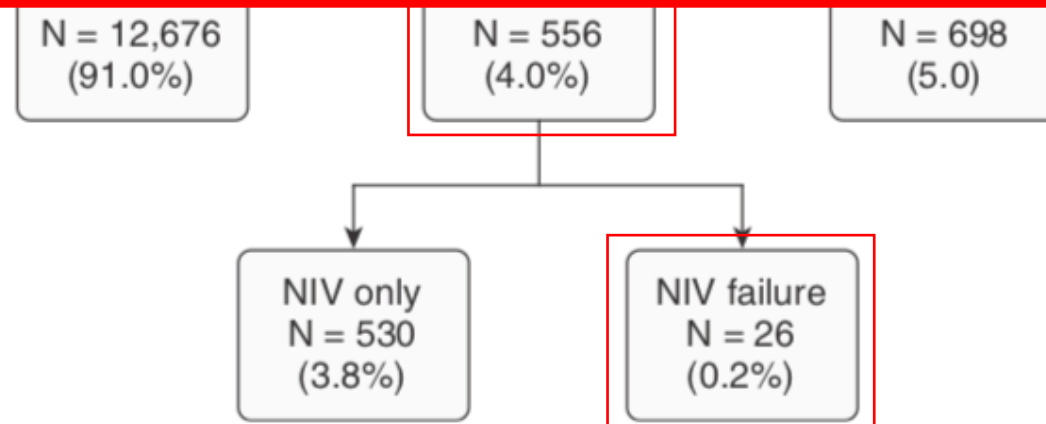 N = 12,676
(91.0%)
N = 556
(4.0%)
N = 698
(5.0)
NIV only
N = 530
(3.8%)
NIV failure
N = 26
(0.2%)